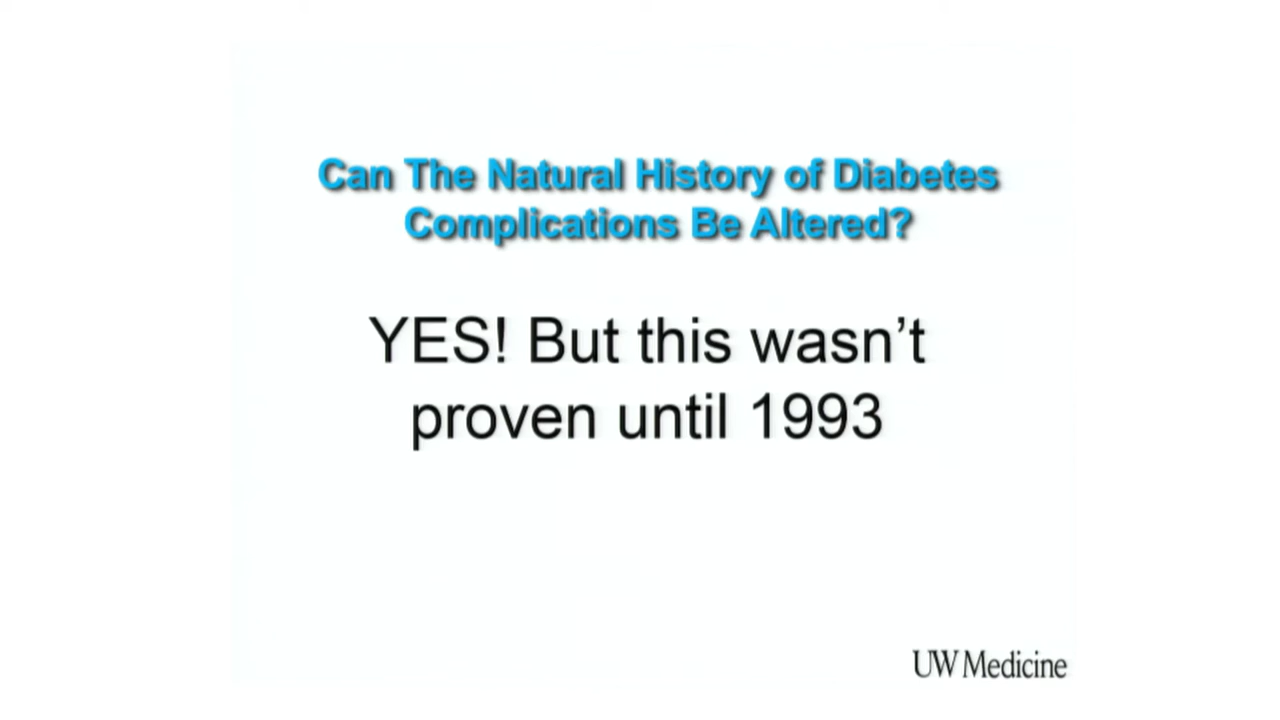 Can The Natural History of Diabetes
Complications Be Altered?
YES! But this wasn’t
proven until 1993
UW Medicine